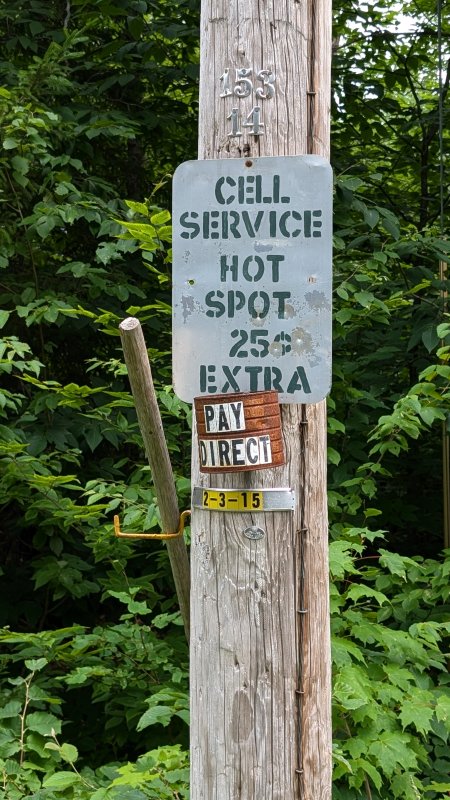 153
14
CELL
SERVICE
HOT
SPOT
25¢
EXTRA
PAY
DIRECT
2-3-15